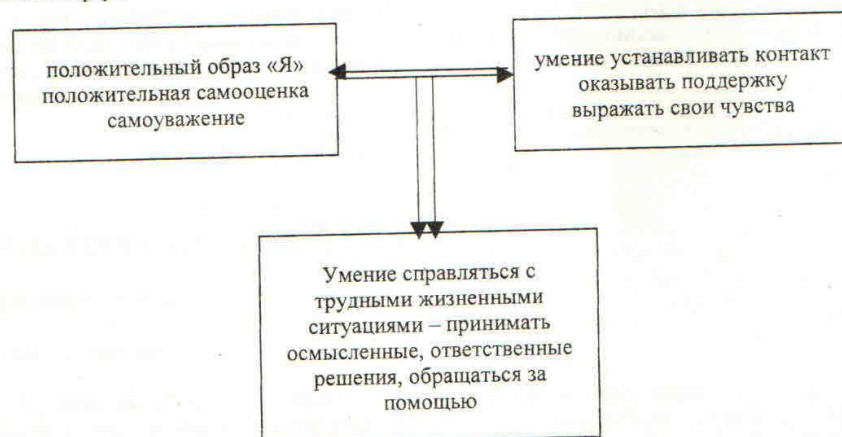 положительный образ «Я»
положительная самооценка
самоуважение
умение устанавливать контакт
оказывать поддержку
выражать свои чувства
Умение справляться с
трудными жизненными
ситуациями – принимать
осмысленные, ответственные
решения, обращаться за
помощью